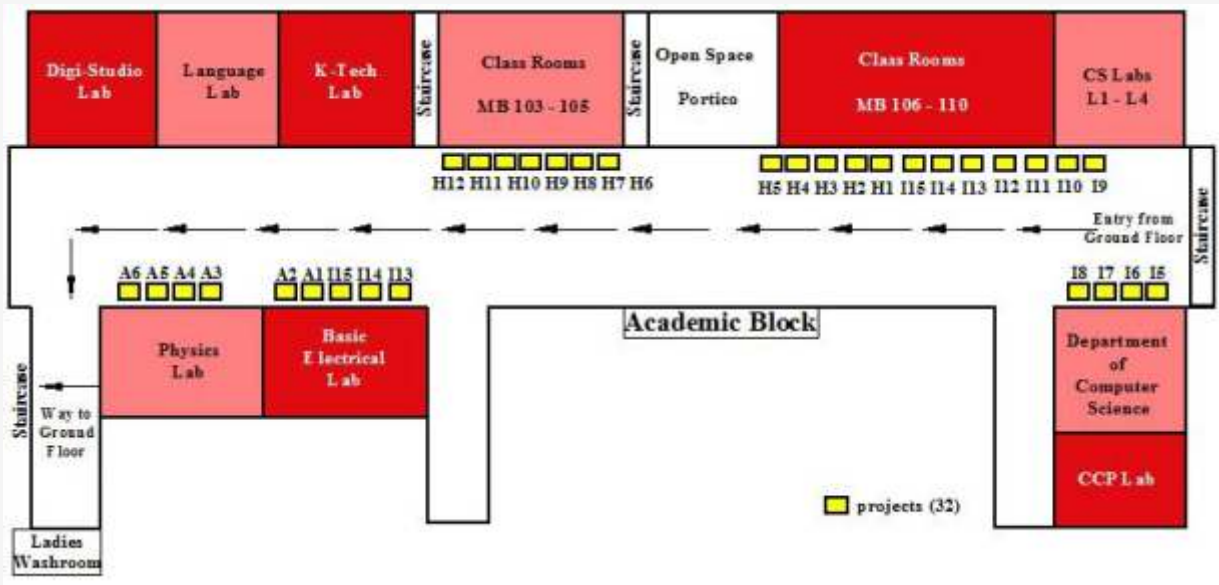 Digi-Studio
Lab
Language
Lab
K-Tech
Lab
Staircase
Class Rooms
MB 103 - 105
Staircase
Open Space
Portico
Class Rooms
MB 106 - 110
CS Labs
L1 - L4
H12 H11 H10 H9 H8 H7 H6
H5 H4 H3 H2 H1 I15 I14 I13 I12 I11 I10 I9
Entry from
Ground Floor
Staircase
A6 A5 A4 A3
A2 A1 I15 I14 I13
I8 I7 I6 I5
Physics
Lab
Basic
Electrical
Lab
Academic Block
Department
of
Computer
Science
Staircase
Way to
Ground
Floor
CCP Lab
projects (32)
Ladies
Washroom